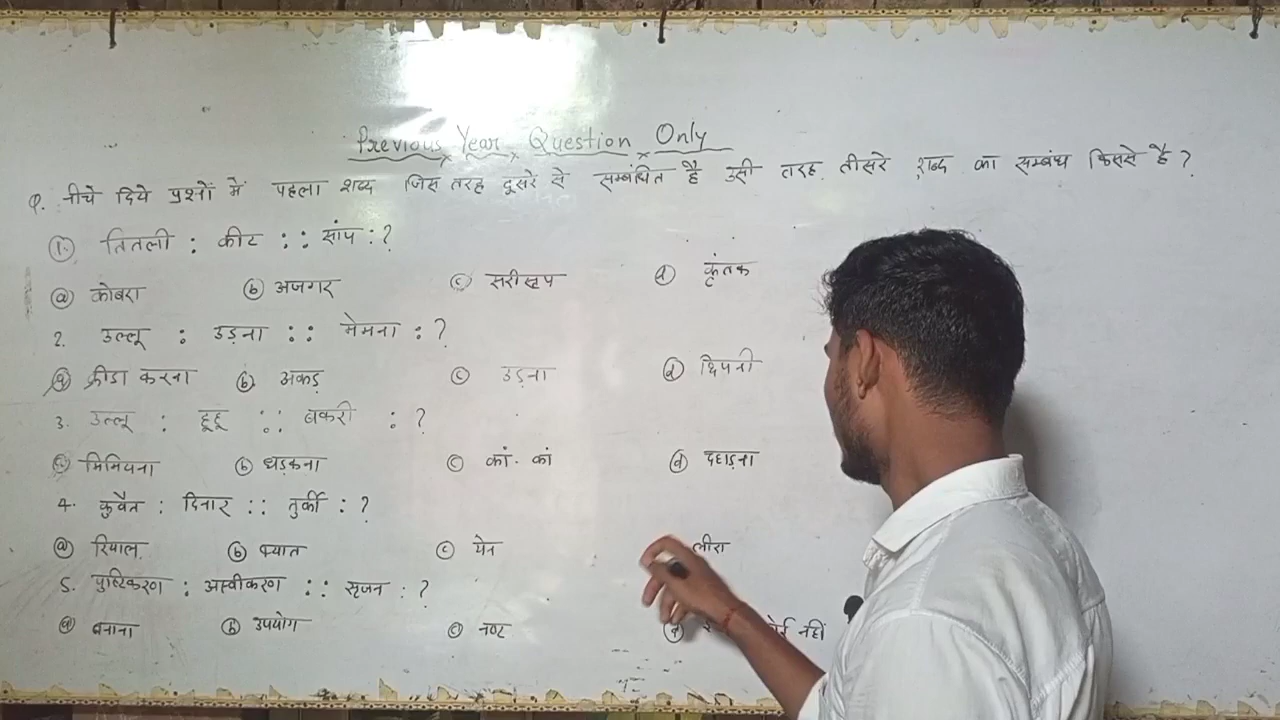 Previous Year Question Only
Q. नीचे दिये प्रश्नों में पहला शब्द जिस तरह दूसरे से सम्बंधित है उसी तरह तीसरे शब्द का सम्बंध किससे है ?
1. तितली : कीट :: सांप : ?
(a) कोबरा (b) अजगर (c) सरीसृप (d) कृंतक
2. उल्लू : उड़ना :: मेमना : ?
(a) क्रीडा करना (b) अकड़ (c) उड़ना (d)
3. उल्लू : हूहू :: बकरी : ?
(a) मिमियना (b) धड़कना (c) कां. कां (d) दहाड़ना
4. कुवैत : दिनार :: तुर्की : ?
(a) रियाल. (b) क्यात (c) येन लीरा
5. पुष्टिकरण : अस्वीकरण :: सृजन : ?
(a) बनाना (b) उपयोग (c) नष्ट (d) नहीं